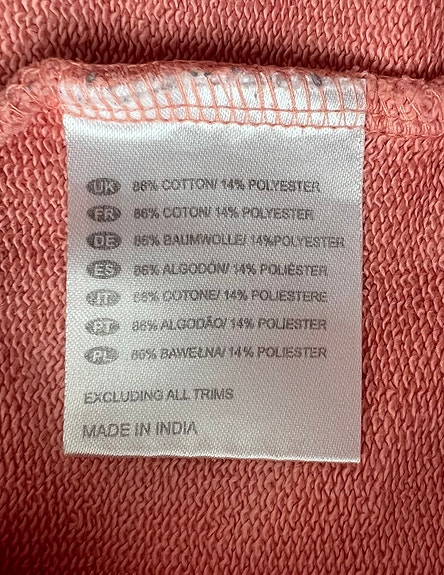 UK 86% COTTON/ 14% POLYESTER
FR 86% COTON/ 14% POLYESTER
DE 86% BAUMWOLLE/ 14%POLYESTER
ES 86% ALGODÓN/ 14% POLIÉSTER
IT 86% COTONE/ 14% POLIESTERE
PT 86% ALGODÃO/ 14% POLIESTER
PL 86% BAWEŁNA/ 14% POLIESTER
EXCLUDING ALL TRIMS
MADE IN INDIA